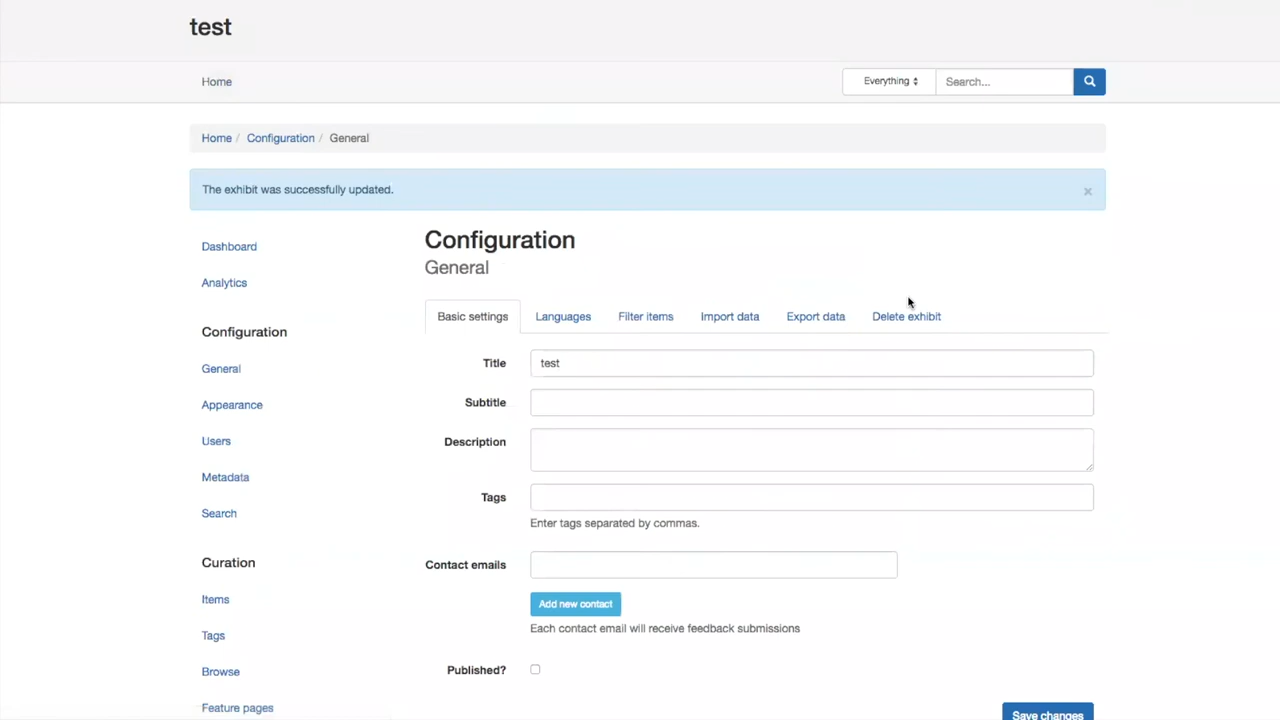 test
Home
Everything
Search...
Home / Configuration / General
The exhibit was successfully updated.
×
Dashboard
Analytics
Configuration
General
Appearance
Users
Metadata
Search
Curation
Items
Tags
Browse
Feature pages
Configuration
General
Basic settings Languages Filter items Import data Export data Delete exhibit
Title test
Subtitle
Description
Tags
Enter tags separated by commas.
Contact emails
Add new contact
Each contact email will receive feedback submissions
Published?
Save changes